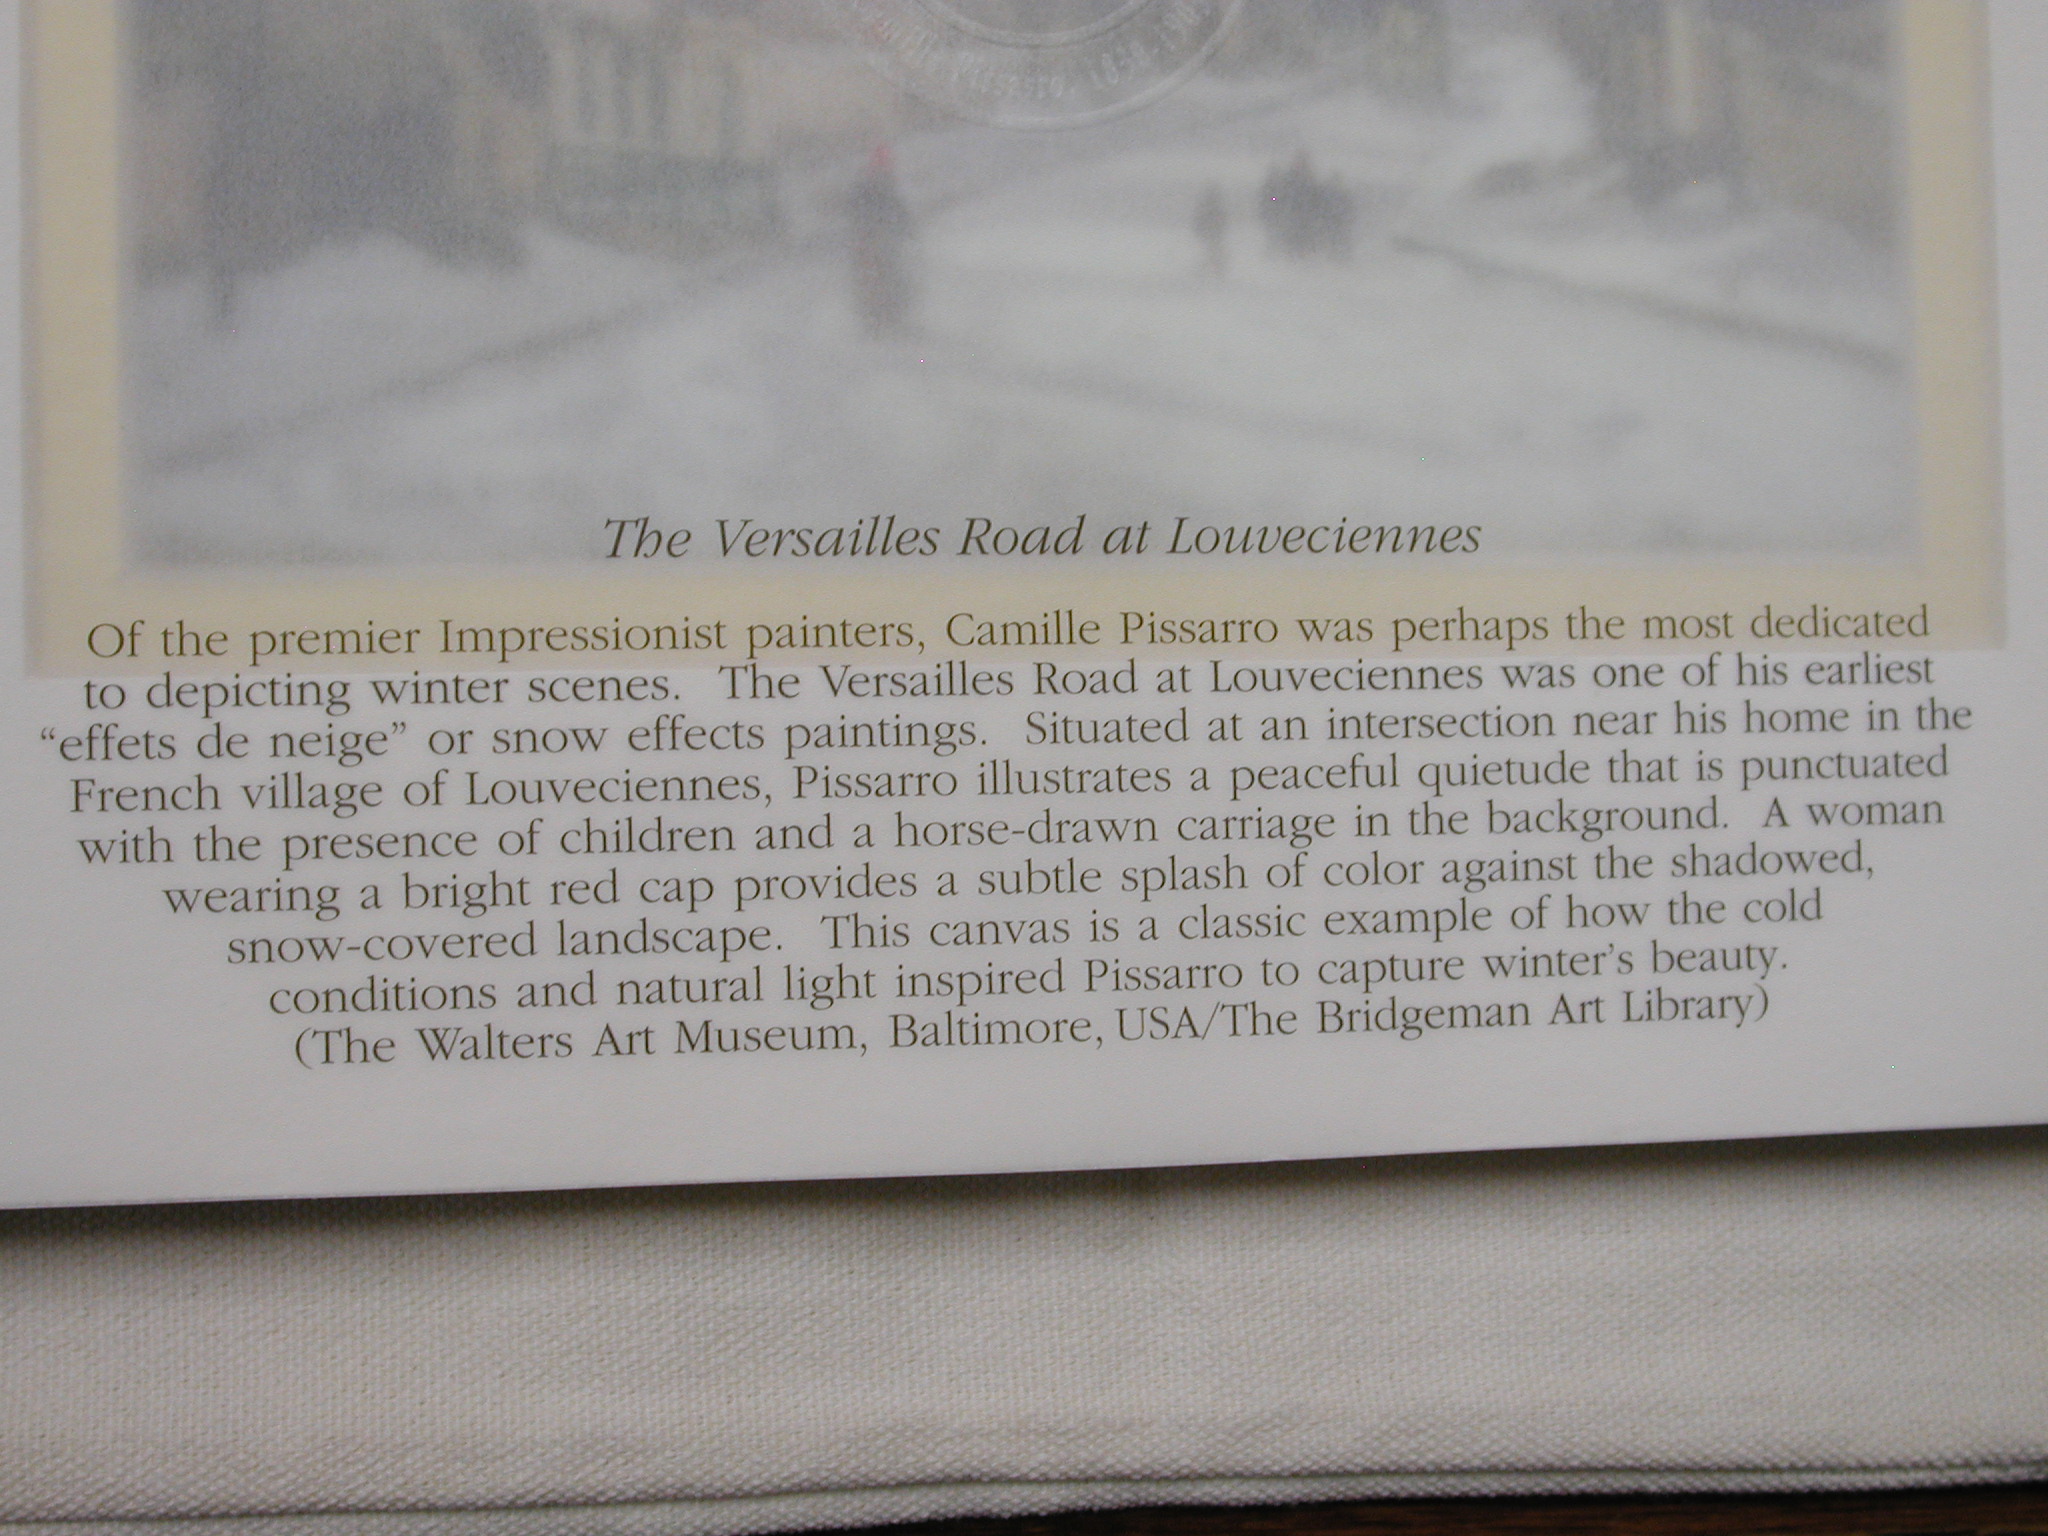 The Versailles Road at Louveciennes
Of the premier Impressionist painters, Camille Pissarro was perhaps the most dedicated
to depicting winter scenes. The Versailles Road at Louveciennes was one of his earliest
“effets de neige” or snow effects paintings. Situated at an intersection near his home in the
French village of Louveciennes, Pissarro illustrates a peaceful quietude that is punctuated
with the presence of children and a horse-drawn carriage in the background. A woman
wearing a bright red cap provides a subtle splash of color against the shadowed,
snow-covered landscape. This canvas is a classic example of how the cold
conditions and natural light inspired Pissarro to capture winter’s beauty.
(The Walters Art Museum, Baltimore, USA/The Bridgeman Art Library)